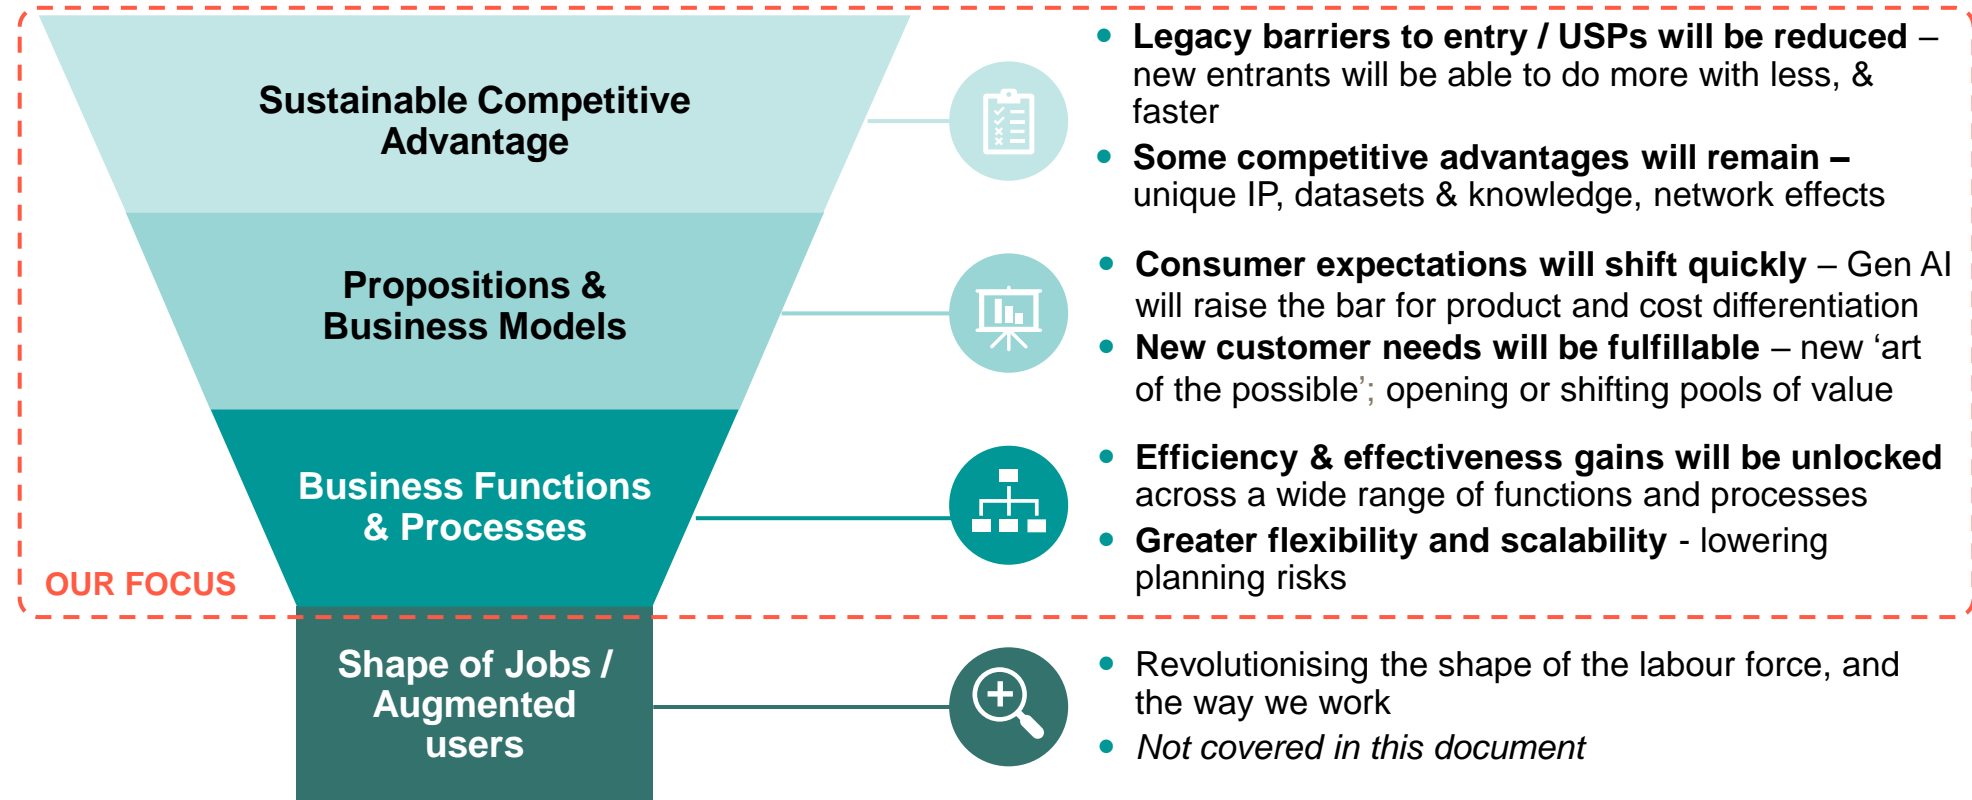 Sustainable Competitive
Advantage
• Legacy barriers to entry / USPs will be reduced –
new entrants will be able to do more with less, &
faster
• Some competitive advantages will remain –
unique IP, datasets & knowledge, network effects
Propositions &
Business Models
• Consumer expectations will shift quickly – Gen AI
will raise the bar for product and cost differentiation
• New customer needs will be fulfillable – new ‘art
of the possible’; opening or shifting pools of value
Business Functions
& Processes
• Efficiency & effectiveness gains will be unlocked
across a wide range of functions and processes
• Greater flexibility and scalability - lowering
planning risks
OUR FOCUS
Shape of Jobs /
Augmented
users
• Revolutionising the shape of the labour force, and
the way we work
• Not covered in this document